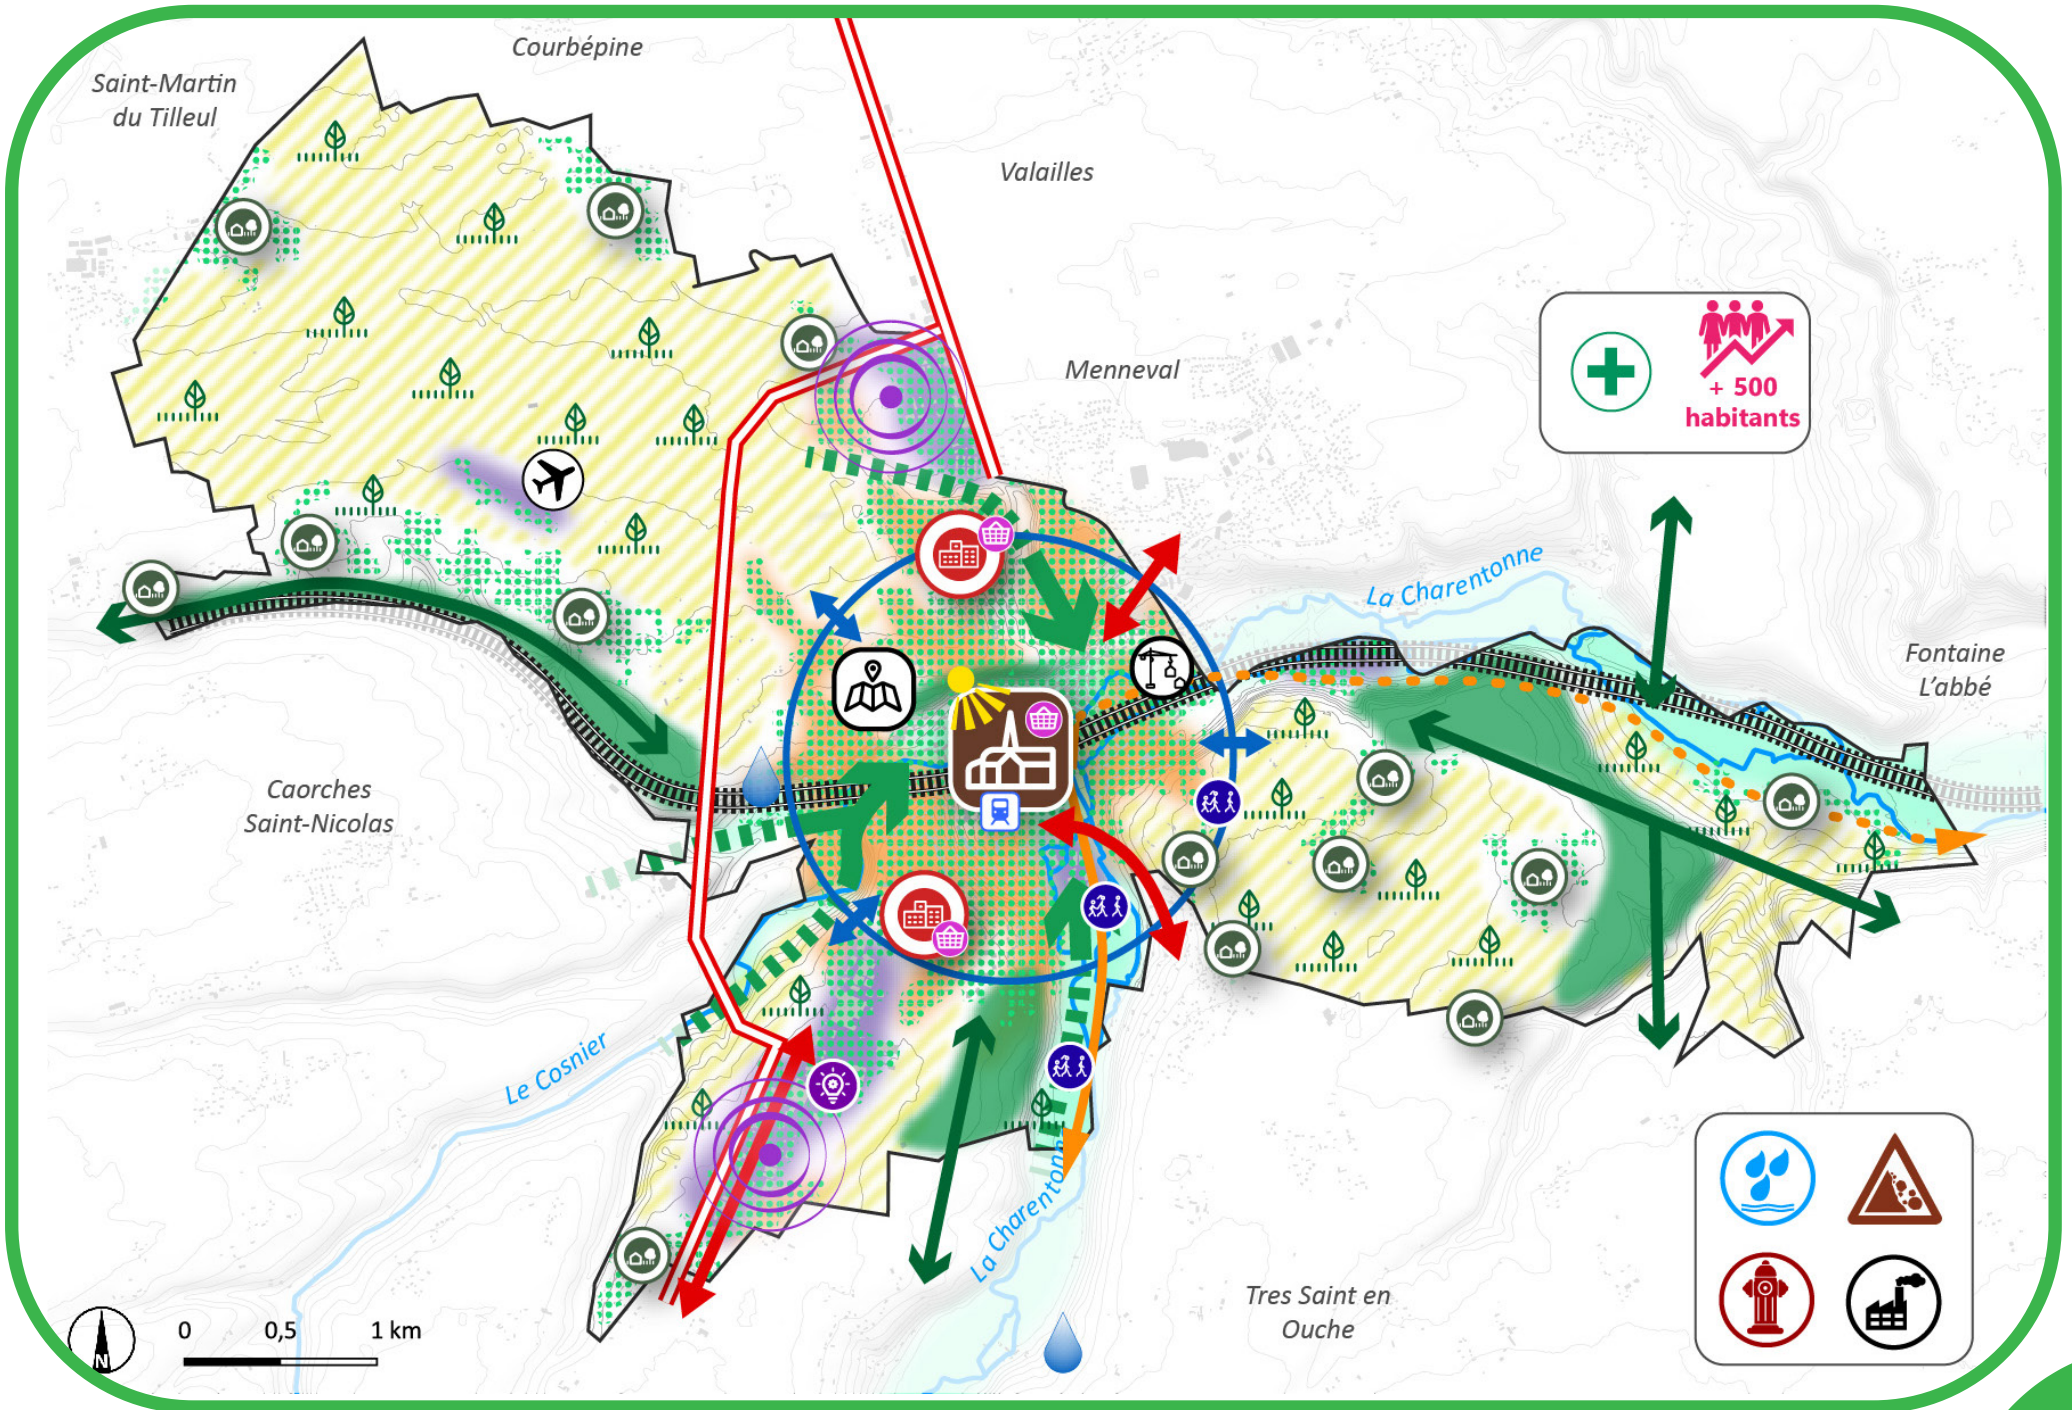 Courbépine
Saint-Martin
du Tilleul
Valailles
Menneval
+ 500
habitants
La Charentonne
Fontaine
L'abbé
Caorches
Saint-Nicolas
Le Cosnier
La Charentonne
Tres Saint en
Ouche
N
0 0,5 1 km